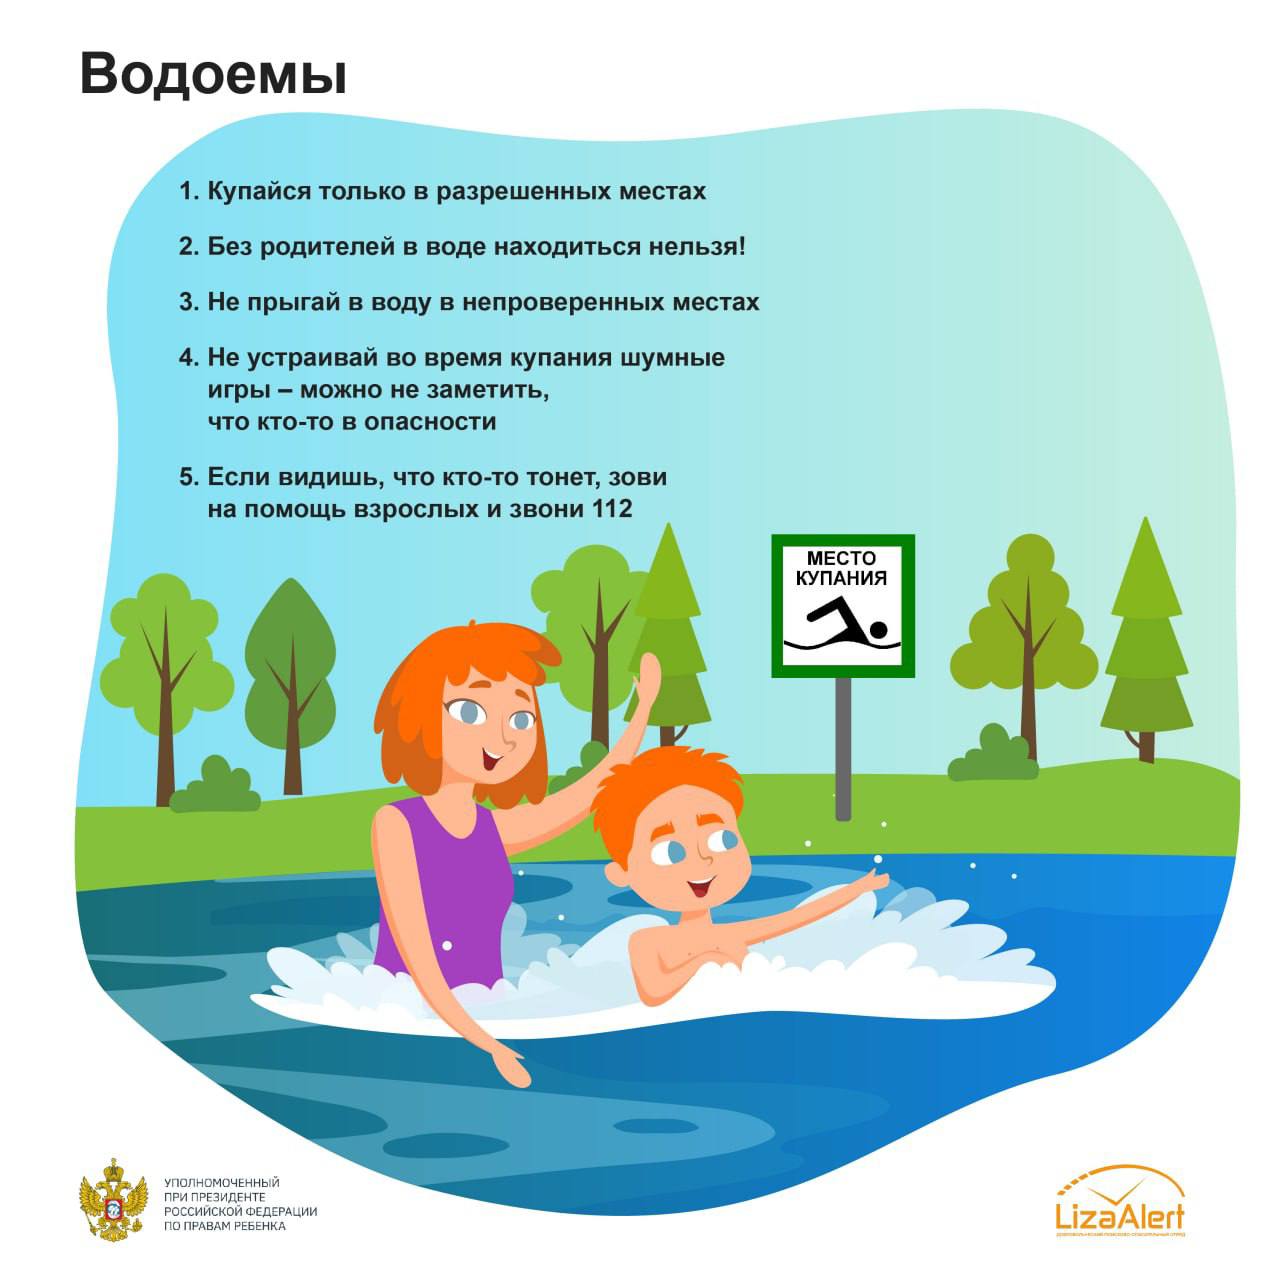 Водоемы
1. Купайся только в разрешенных местах
2. Без родителей в воде находиться нельзя!
3. Не прыгай в воду в непроверенных местах
4. Не устраивай во время купания шумные
игры – можно не заметить,
что кто-то в опасности
5. Если видишь, что кто-то тонет, зови
на помощь взрослых и звони 112
МЕСТО
КУПАНИЯ
УПОЛНОМОЧЕННЫЙ
ПРИ ПРЕЗИДЕНТЕ
РОССИЙСКОЙ ФЕДЕРАЦИИ
ПО ПРАВАМ РЕБЕНКА
LizaAlert
ДОБРОВОЛЬЧЕСКИЙ ПОИСКОВО-СПАСАТЕЛЬНЫЙ ОТРЯД